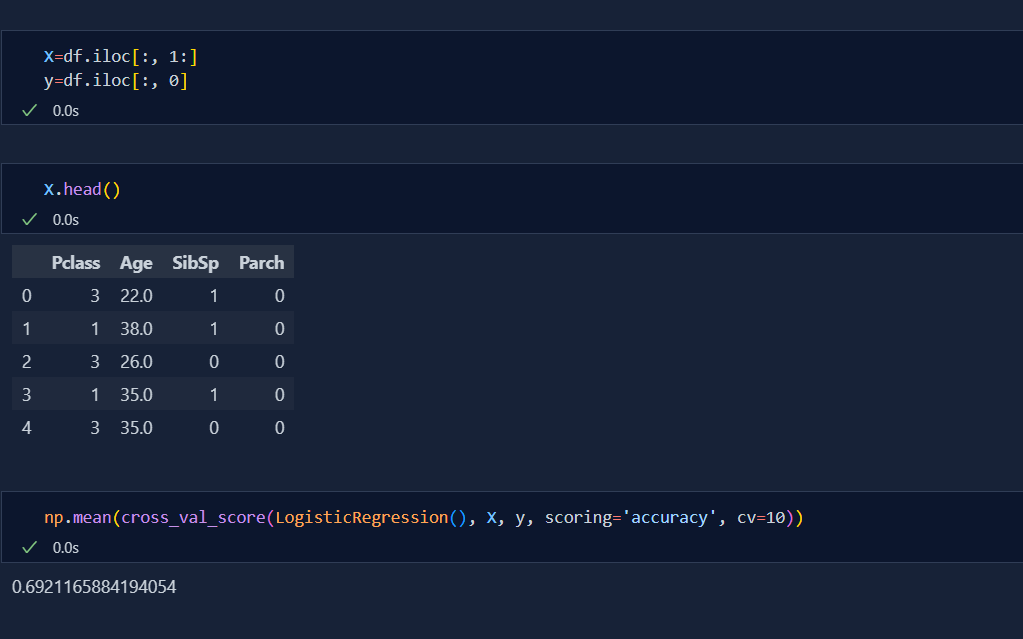 X=df.iloc[:, 1:]
y=df.iloc[:, 0]
0.0s
X.head()
0.0s
Pclass Age SibSp Parch
0 3 22.0 1 0
1 1 38.0 1 0
2 3 26.0 0 0
3 1 35.0 1 0
4 3 35.0 0 0
np.mean(cross_val_score(LogisticRegression(), X, y, scoring='accuracy', cv=10))
0.0s
0.6921165884194054